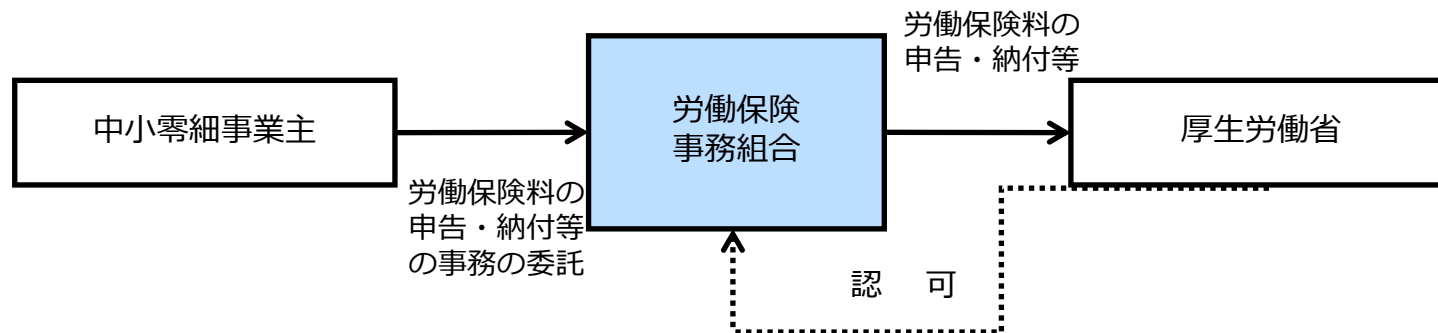 中小零細事業主
労働保険料の
申告・納付等
の事務の委託
労働保険
事務組合
労働保険料の
申告・納付等
厚生労働省
認 可